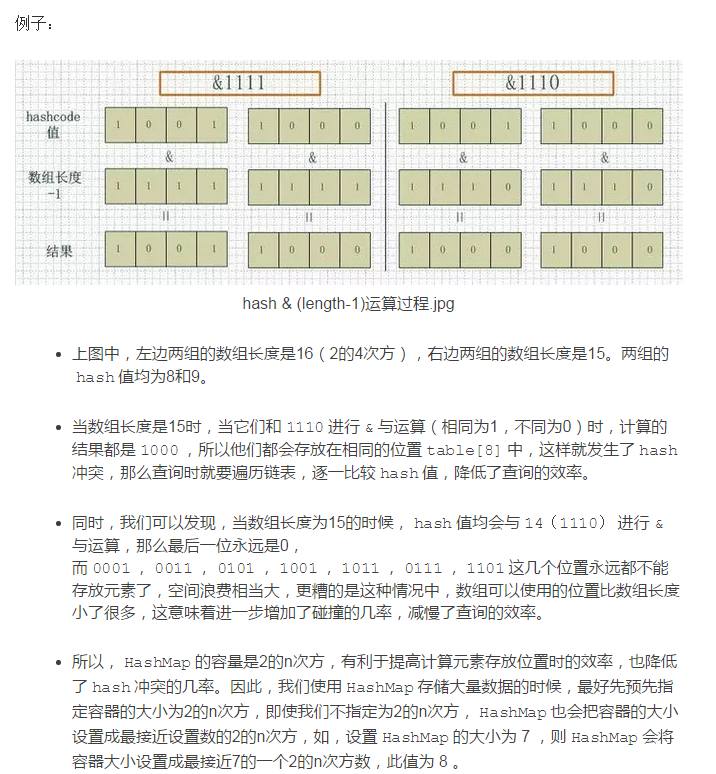 例子：
&1111 &1110
hashcode
值
1 0 0 1 1 0 0 0 1 0 0 1 1 0 0 0
& & & &
数组长度
-1
1 1 1 1 1 1 1 1 1 1 1 0 1 1 1 0
= = = =
结果
1 0 0 1 1 0 0 0 1 0 0 0 1 0 0 0
hash & (length-1)运算过程.jpg
• 上图中，左边两组的数组长度是16（2的4次方），右边两组的数组长度是15。两组的
hash 值均为8和9。
• 当数组长度是15时，当它们和 1110 进行 & 与运算（相同为1，不同为0）时，计算的
结果都是 1000 ，所以他们都会存放在相同的位置 table[8] 中，这样就发生了 hash
冲突，那么查询时就要遍历链表，逐一比较 hash 值，降低了查询的效率。
• 同时，我们可以发现，当数组长度为15的时候， hash 值均会与 14（1110） 进行 &
与运算，那么最后一位永远是0，
而 0001 ，0011 ，0101 ，1001 ，1011 ，0111 ，1101 这几个位置永远都不能
存放元素了，空间浪费相当大，更糟的是这种情况中，数组可以使用的位置比数组长度
小了很多，这意味着进一步增加了碰撞的几率，减慢了查询的效率。
• 所以， HashMap 的容量是2的n次方，有利于提高计算元素存放位置时的效率，也降低
了 hash 冲突的几率。因此，我们使用 HashMap 存储大量数据的时候，最好先预先指
定容器的大小为2的n次方，即使我们不指定为2的n次方， HashMap 也会把容器的大小
设置成最接近设置数的2的n次方，如，设置 HashMap 的大小为 7 ，则 HashMap 会将
容器大小设置成最接近7的一个2的n次方数，此值为 8 。